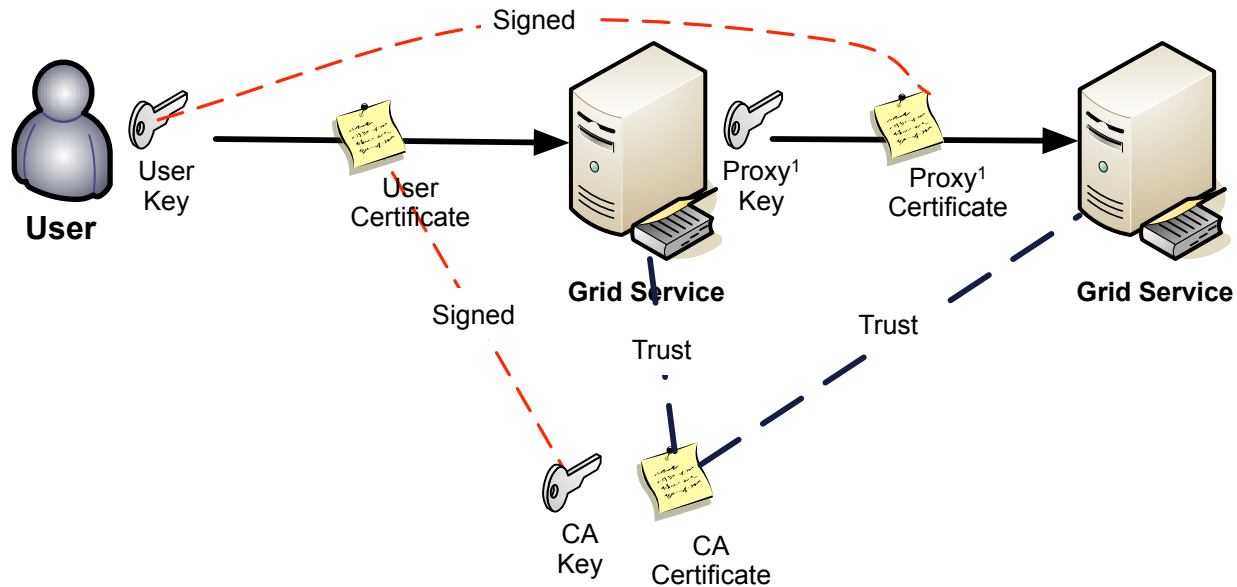 Signed
User
Key
User
User
Certificate
Grid Service
Proxy¹
Key
Proxy¹
Certificate
Grid Service
Signed
Trust
Trust
CA
Key
CA
Certificate